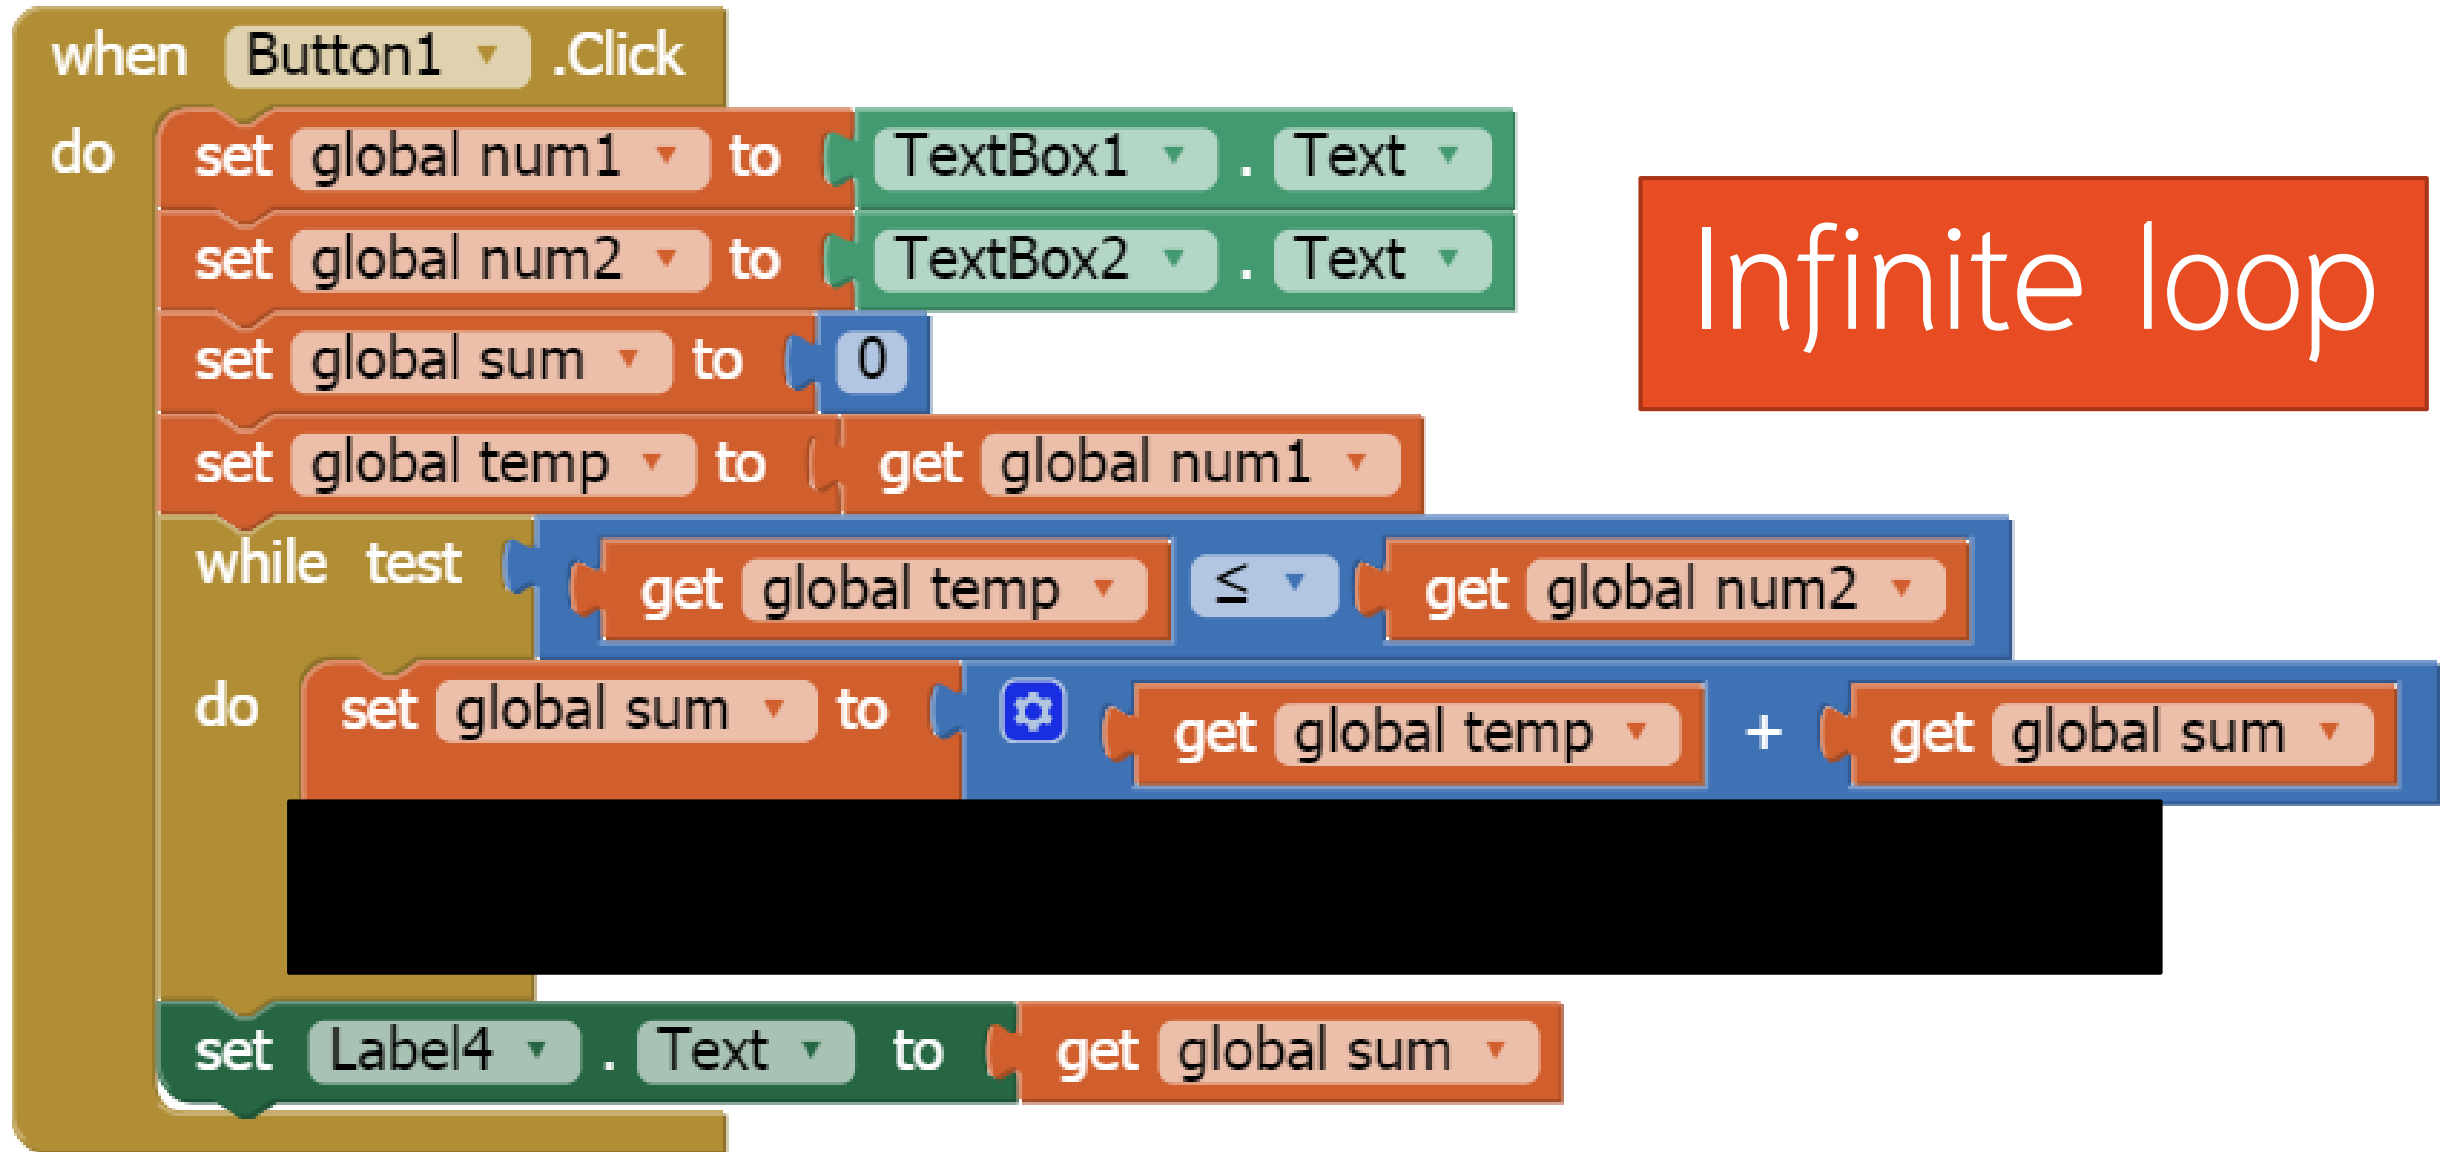 when Button1 .Click
do set global num1 to TextBox1 . Text
set global num2 to TextBox2 . Text
Infinite loop
set global sum to 0
set global temp to get global num1
while test get global temp ≤ get global num2
do set global sum to get global temp + get global sum
set Label4 . Text to get global sum